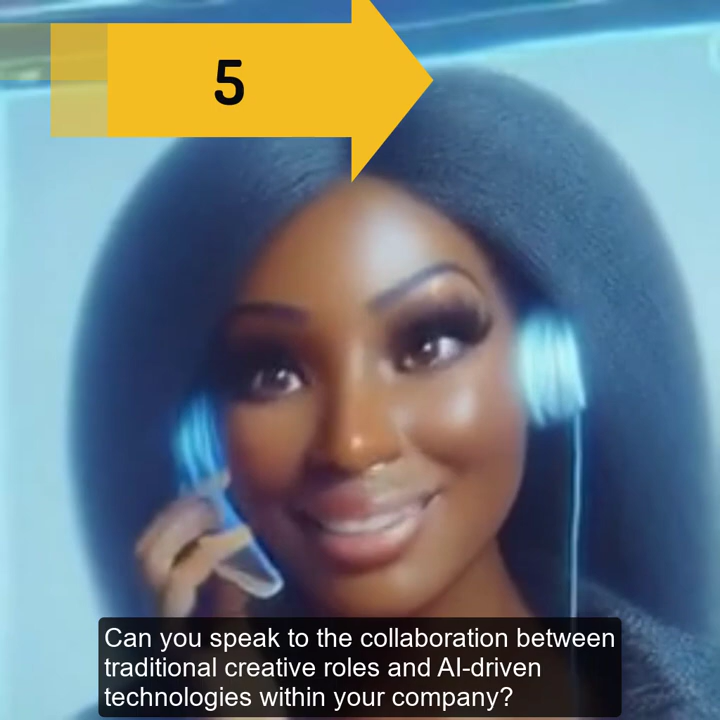 5
Can you speak to the collaboration between
traditional creative roles and AI-driven
technologies within your company?